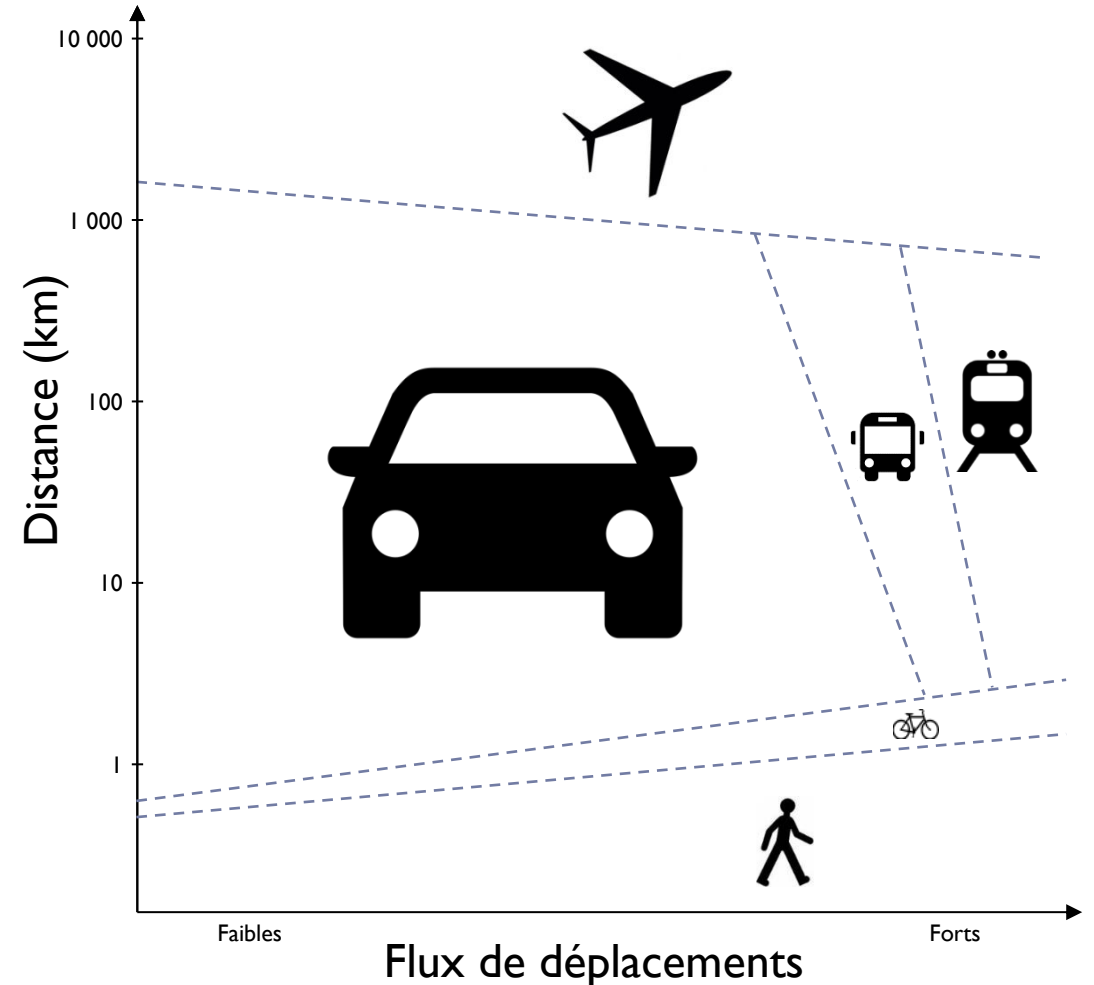 10 000
1 000
100
10
1
Distance (km)
Faibles
Forts
Flux de déplacements